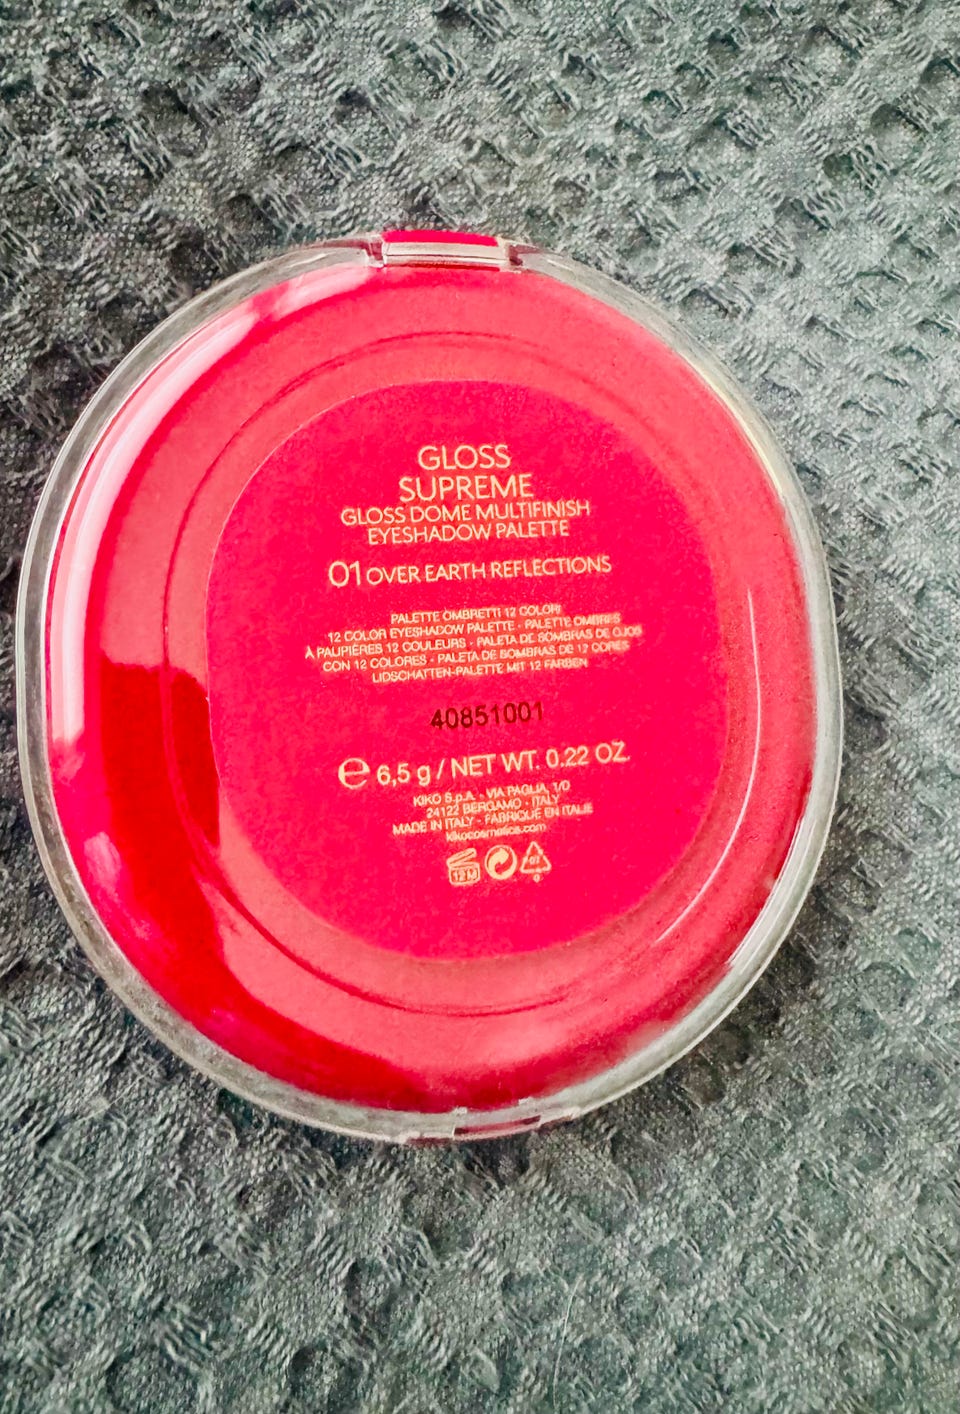 GLOSS
SUPREME
GLOSS DOME MULTIFINISH
EYESHADOW PALETTE
01 OVER EARTH REFLECTIONS
PALETTE OMBRETTI 12 COLORI
12 COLOR EYESHADOW PALETTE - PALETTE OMBRES
À PAUPIÈRES 12 COULEURS - PALETA DE SOMBRAS DE OJOS
CON 12 COLORES - PALETA DE SOMBRAS DE 12 CORES
LIDSCHATTEN-PALETTE MIT 12 FARBEN
40851001
℮ 6,5 g / NET WT. 0.22 OZ.
KIKO S.p.A. - VIA PAGLIA, 1/D
24122 BERGAMO - ITALY
MADE IN ITALY - FABRIQUÉ EN ITALIE
kikocosmetics.com
12 M 07